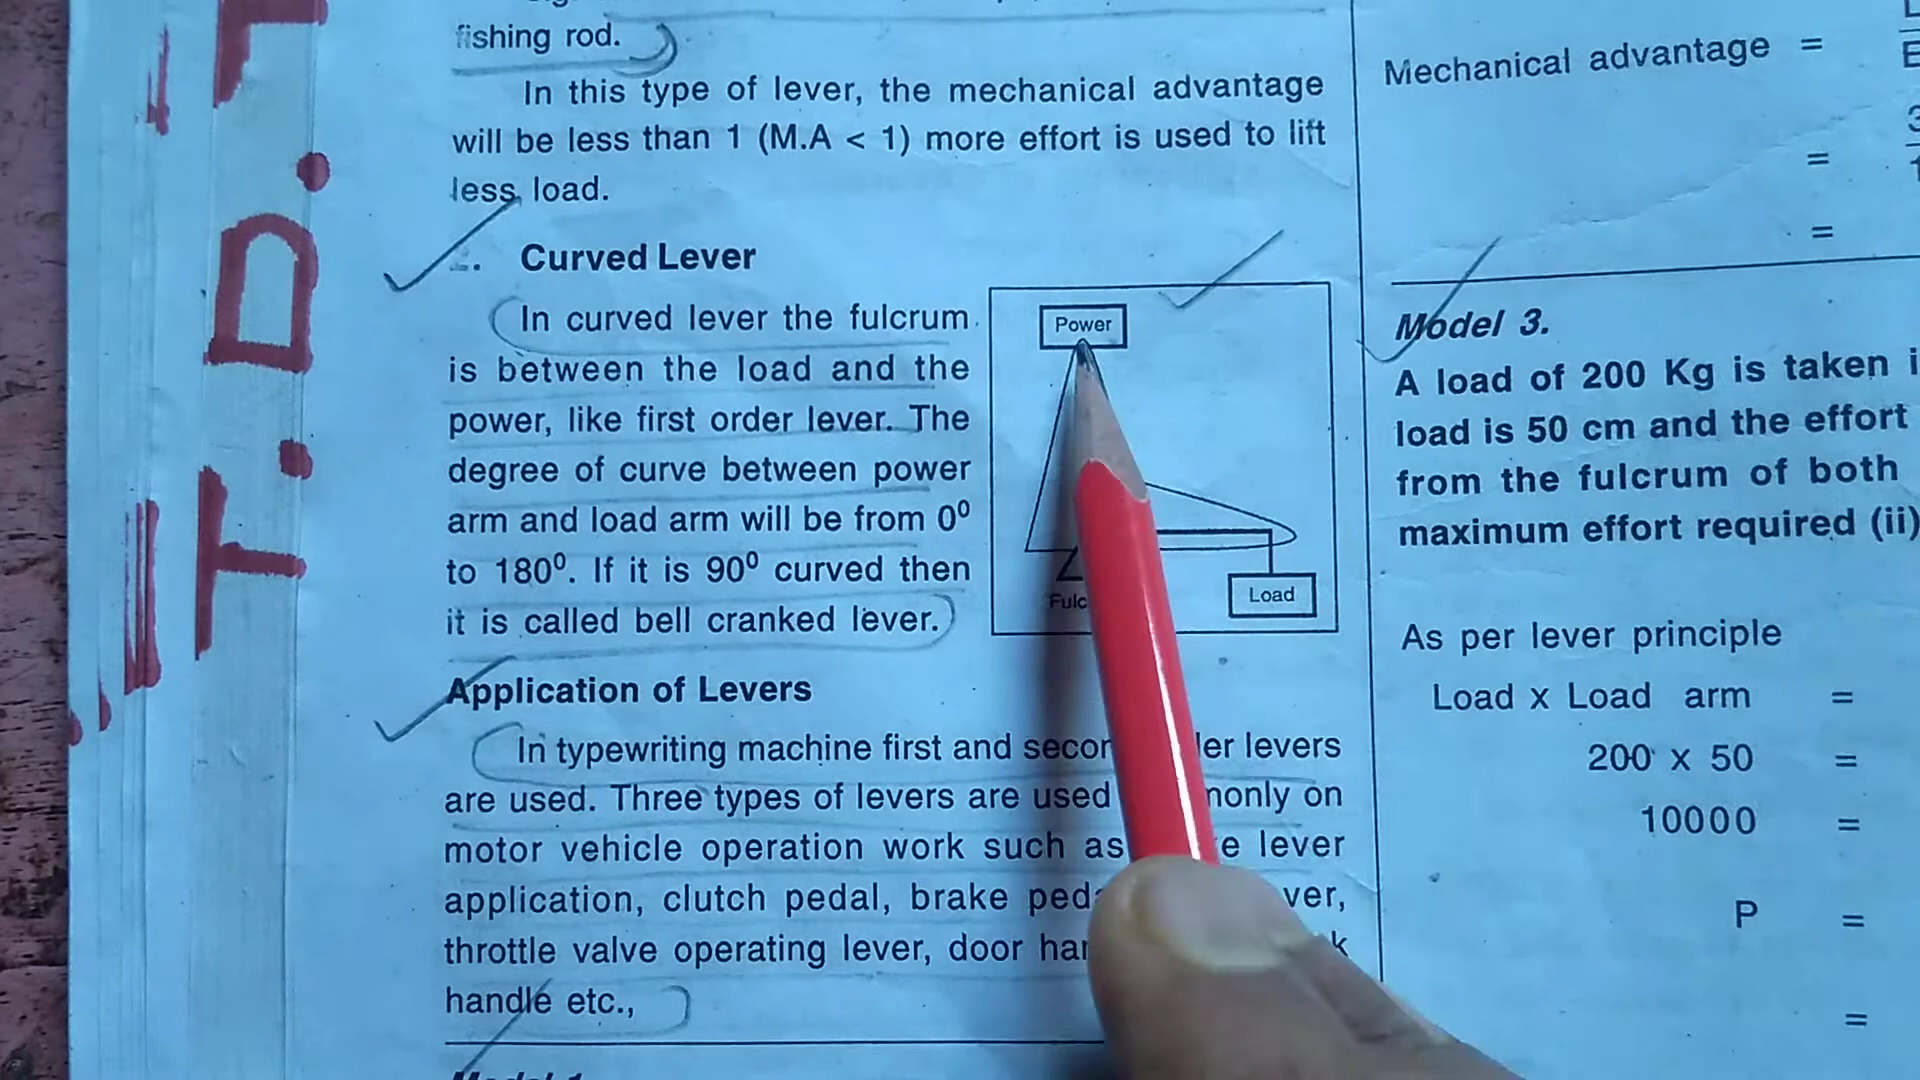 fishing rod.
In this type of lever, the mechanical advantage
will be less than 1 (M.A < 1) more effort is used to lift
less load.
Curved Lever
In curved lever the fulcrum
is between the load and the
power, like first order lever. The
degree of curve between power
arm and load arm will be from 0⁰
to 180⁰. If it is 90⁰ curved then
it is called bell cranked lever.
Power
Load
Application of Levers
In typewriting machine first and levers
are used. Three types of levers are used on
motor vehicle operation work such as lever
application, clutch pedal, brake
throttle valve operating lever, door
handle etc.,
Mechanical advantage =
=
=
Model 3.
A load of 200 Kg is taken
load is 50 cm and the effort
from the fulcrum of both
maximum effort required (ii)
As per lever principle
Load x Load arm =
200 x 50 =
10000 =
P =
=
T.D.